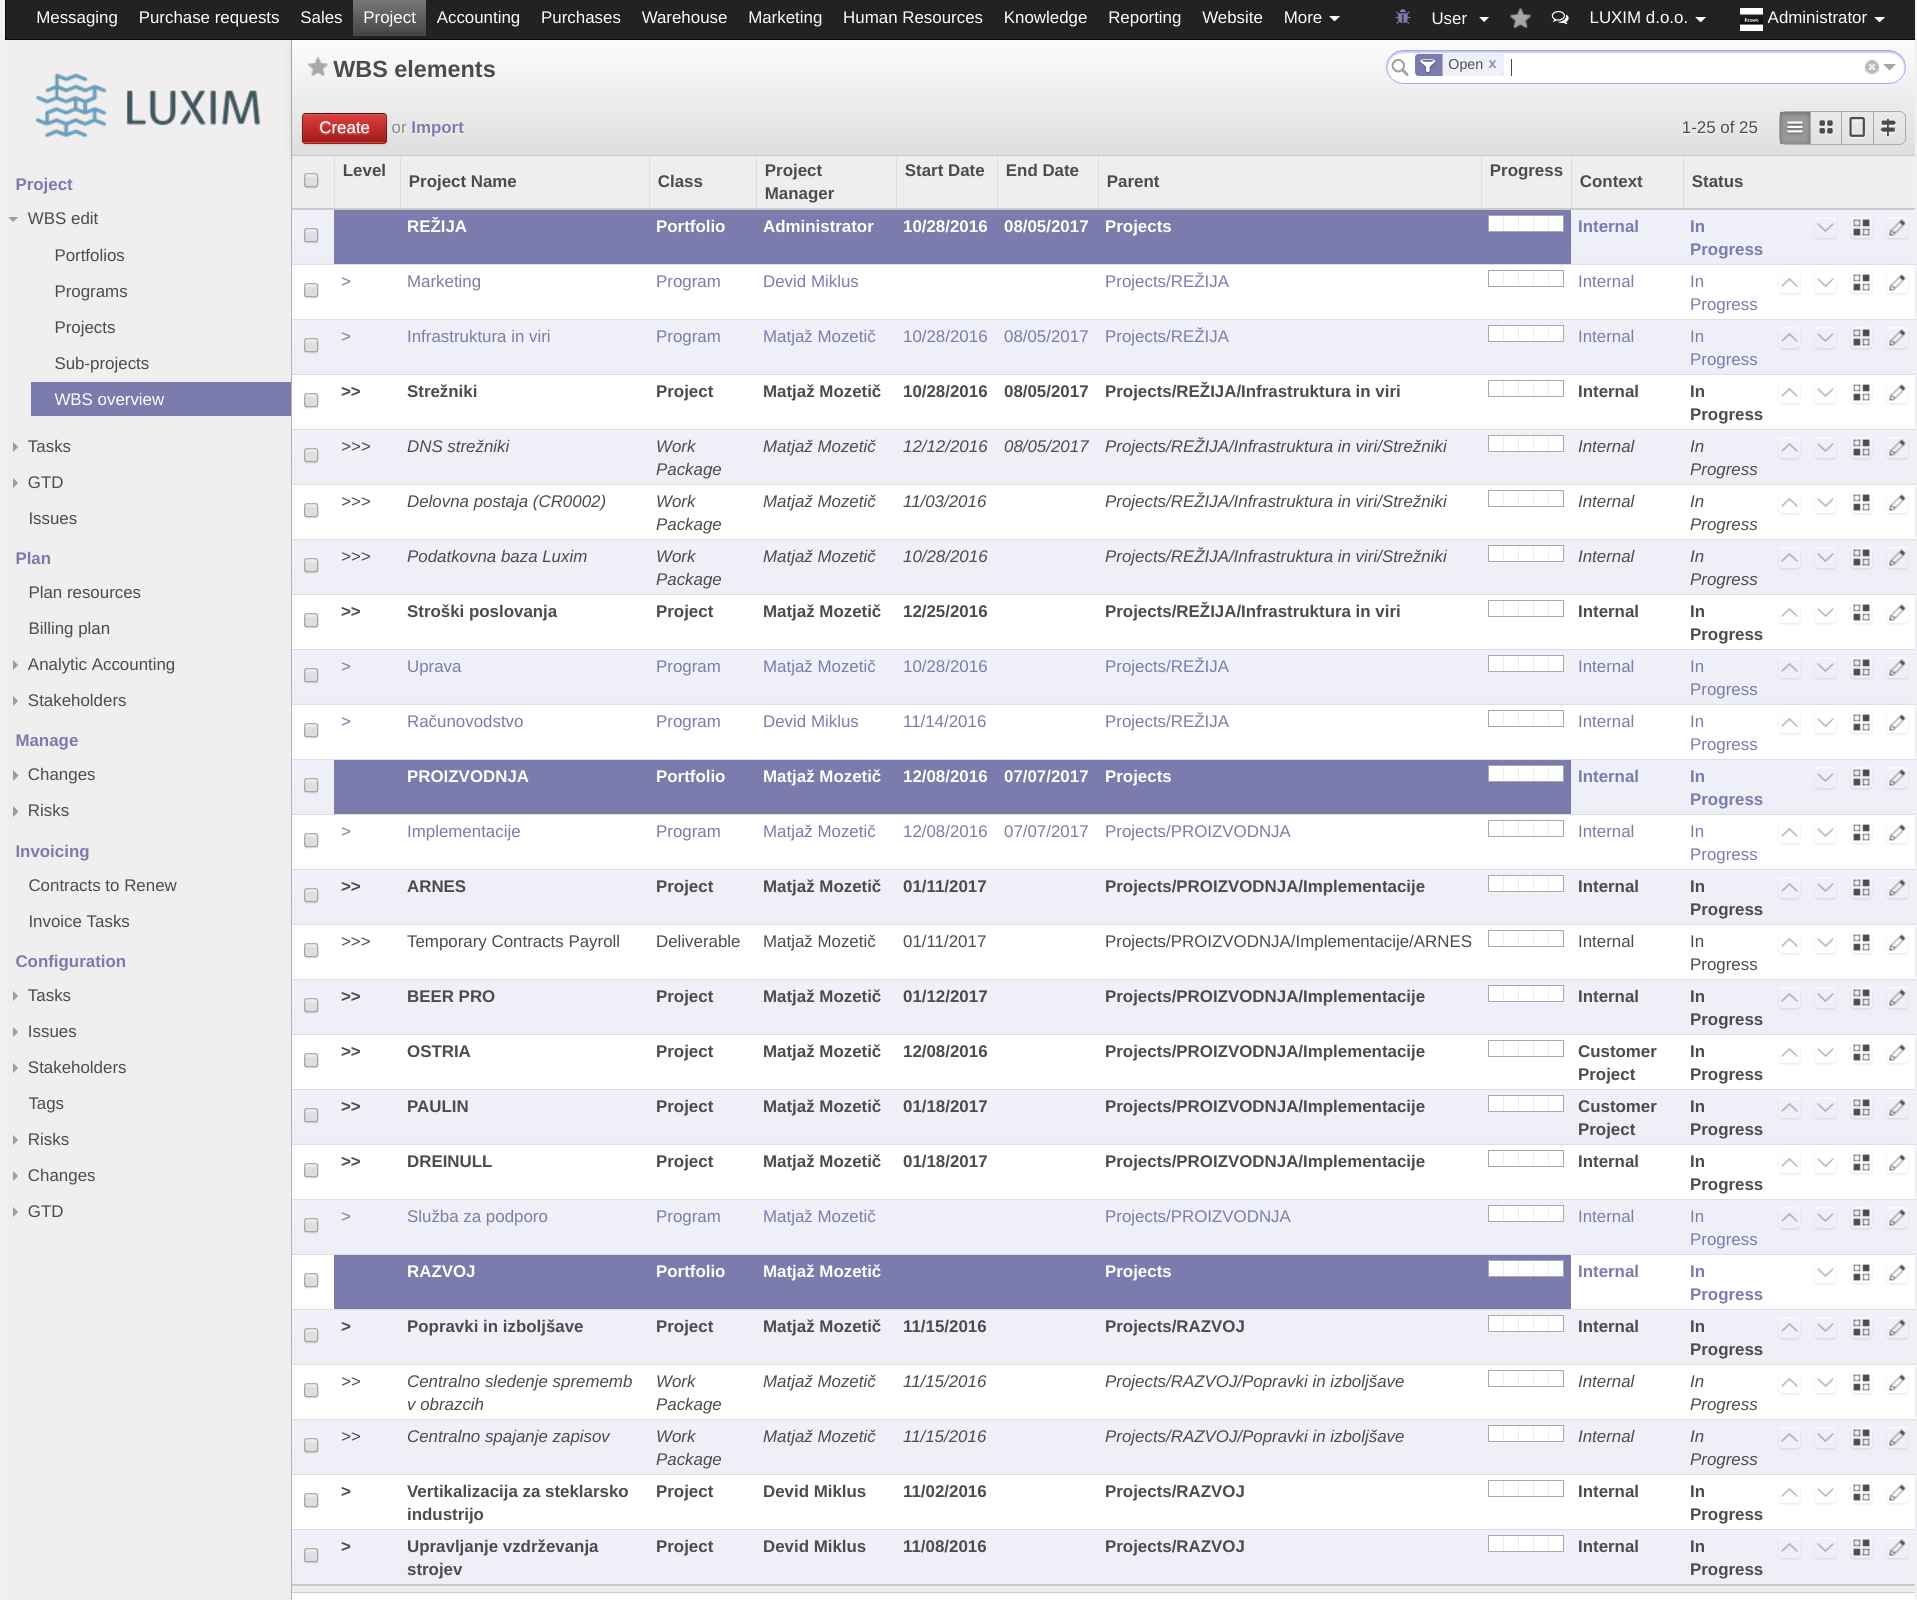 Messaging Purchase requests Sales Project Accounting Purchases Warehouse Marketing Human Resources Knowledge Reporting Website More User LUXIM d.o.o. Administrator
LUXIM
Project
WBS edit
Portfolios
Programs
Projects
Sub-projects
WBS overview
Tasks
GTD
Issues
Plan
Plan resources
Billing plan
Analytic Accounting
Stakeholders
Manage
Changes
Risks
Invoicing
Contracts to Renew
Invoice Tasks
Configuration
Tasks
Issues
Stakeholders
Tags
Risks
Changes
GTD
WBS elements
Open x
Create or Import
1-25 of 25
Level Project Name Class Project Manager Start Date End Date Parent Progress Context Status
REŽIJA Portfolio Administrator 10/28/2016 08/05/2017 Projects Internal In Progress
> Marketing Program Devid Miklus Projects/REŽIJA Internal In Progress
> Infrastruktura in viri Program Matjaž Mozetič 10/28/2016 08/05/2017 Projects/REŽIJA Internal In Progress
>> Strežniki Project Matjaž Mozetič 10/28/2016 08/05/2017 Projects/REŽIJA/Infrastruktura in viri Internal In Progress
>>> DNS strežniki Work Package Matjaž Mozetič 12/12/2016 08/05/2017 Projects/REŽIJA/Infrastruktura in viri/Strežniki Internal In Progress
>>> Delovna postaja (CR0002) Work Package Matjaž Mozetič 11/03/2016 Projects/REŽIJA/Infrastruktura in viri/Strežniki Internal In Progress
>>> Podatkovna baza Luxim Work Package Matjaž Mozetič 10/28/2016 Projects/REŽIJA/Infrastruktura in viri/Strežniki Internal In Progress
>> Stroški poslovanja Project Matjaž Mozetič 12/25/2016 Projects/REŽIJA/Infrastruktura in viri Internal In Progress
> Uprava Program Matjaž Mozetič 10/28/2016 Projects/REŽIJA Internal In Progress
> Računovodstvo Program Devid Miklus 11/14/2016 Projects/REŽIJA Internal In Progress
PROIZVODNJA Portfolio Matjaž Mozetič 12/08/2016 07/07/2017 Projects Internal In Progress
> Implementacije Program Matjaž Mozetič 12/08/2016 07/07/2017 Projects/PROIZVODNJA Internal In Progress
>> ARNES Project Matjaž Mozetič 01/11/2017 Projects/PROIZVODNJA/Implementacije Internal In Progress
>>> Temporary Contracts Payroll Deliverable Matjaž Mozetič 01/11/2017 Projects/PROIZVODNJA/Implementacije/ARNES Internal In Progress
>> BEER PRO Project Matjaž Mozetič 01/12/2017 Projects/PROIZVODNJA/Implementacije Internal In Progress
>> OSTRIA Project Matjaž Mozetič 12/08/2016 Projects/PROIZVODNJA/Implementacije Customer Project In Progress
>> PAULIN Project Matjaž Mozetič 01/18/2017 Projects/PROIZVODNJA/Implementacije Customer Project In Progress
>> DREINULL Project Matjaž Mozetič 01/18/2017 Projects/PROIZVODNJA/Implementacije Internal In Progress
> Služba za podporo Program Matjaž Mozetič Projects/PROIZVODNJA Internal In Progress
RAZVOJ Portfolio Matjaž Mozetič Projects Internal In Progress
> Popravki in izboljšave Project Matjaž Mozetič 11/15/2016 Projects/RAZVOJ Internal In Progress
>> Centralno sledenje sprememb v obrazcih Work Package Matjaž Mozetič 11/15/2016 Projects/RAZVOJ/Popravki in izboljšave Internal In Progress
>> Centralno spajanje zapisov Work Package Matjaž Mozetič 11/15/2016 Projects/RAZVOJ/Popravki in izboljšave Internal In Progress
> Vertikalizacija za steklarsko industrijo Project Devid Miklus 11/02/2016 Projects/RAZVOJ Internal In Progress
> Upravljanje vzdrževanja strojev Project Devid Miklus 11/08/2016 Projects/RAZVOJ Internal In Progress